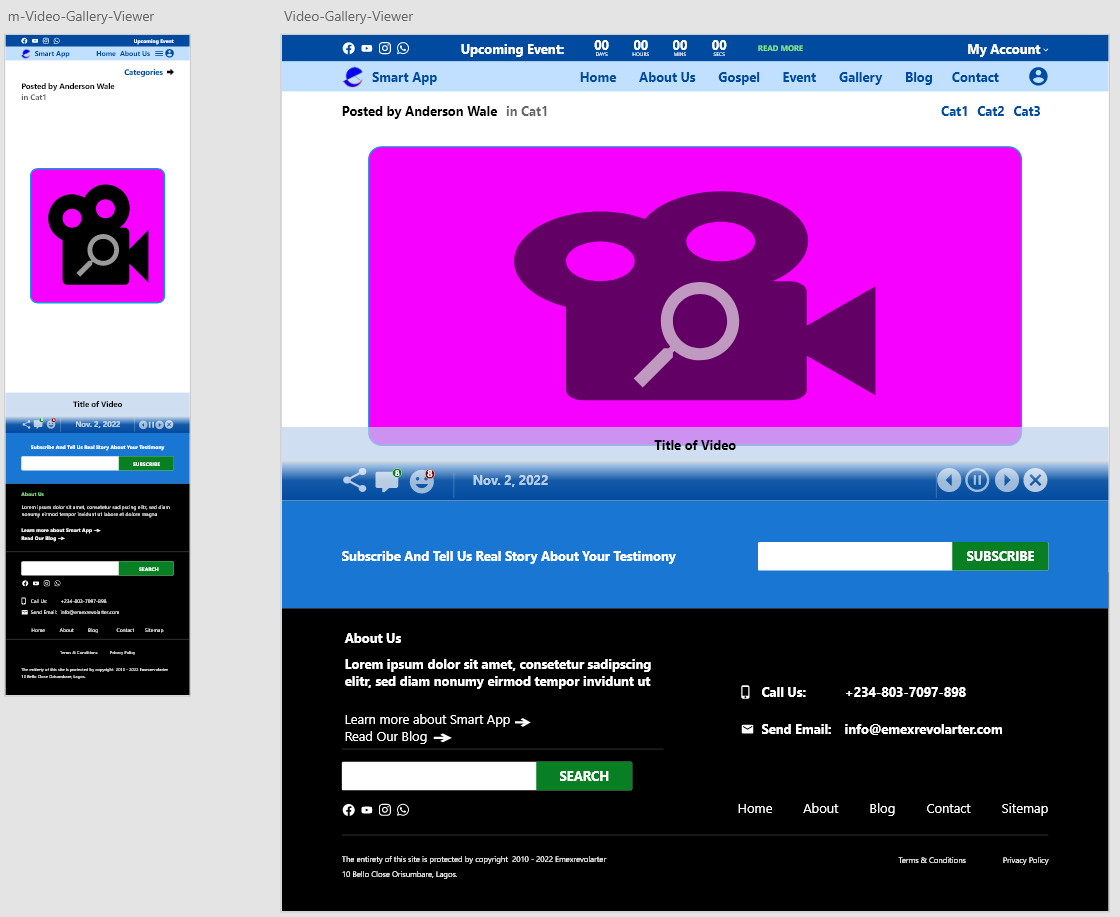 m-Video-Gallery-Viewer
Upcoming Event
Smart App
Home About Us
Categories
Posted by Anderson Wale
in Cat1
Title of Video
Nov. 2, 2022
Subscribe And Tell Us Real Story About Your Testimony
SUBSCRIBE
About Us
Lorem ipsum dolor sit amet, consetetur sadipscing elitr, sed diam
nonumy eirmod tempor invidunt ut labore et dolore magna
Learn more about Smart App
Read Our Blog
SEARCH
Call Us: +234-803-7097-898
Send Email: info@emexrevolarter.com
Home About Blog Contact Sitemap
Terms & Conditions Privacy Policy
The entirety of this site is protected by copyright 2010 - 2022 Emexrevolarter
10 Bello Close Orisumbare, Lagos.
Video-Gallery-Viewer
Upcoming Event: 00 00 00 00 READ MORE My Account
DAYS HOURS MINS SECS
Smart App Home About Us Gospel Event Gallery Blog Contact
Posted by Anderson Wale in Cat1 Cat1 Cat2 Cat3
Title of Video
8 8
Nov. 2, 2022
Subscribe And Tell Us Real Story About Your Testimony SUBSCRIBE
About Us
Lorem ipsum dolor sit amet, consetetur sadipscing
elitr, sed diam nonumy eirmod tempor invidunt ut
Learn more about Smart App
Read Our Blog
SEARCH
Call Us: +234-803-7097-898
Send Email: info@emexrevolarter.com
Home About Blog Contact Sitemap
The entirety of this site is protected by copyright 2010 - 2022 Emexrevolarter
10 Bello Close Orisumbare, Lagos.
Terms & Conditions Privacy Policy